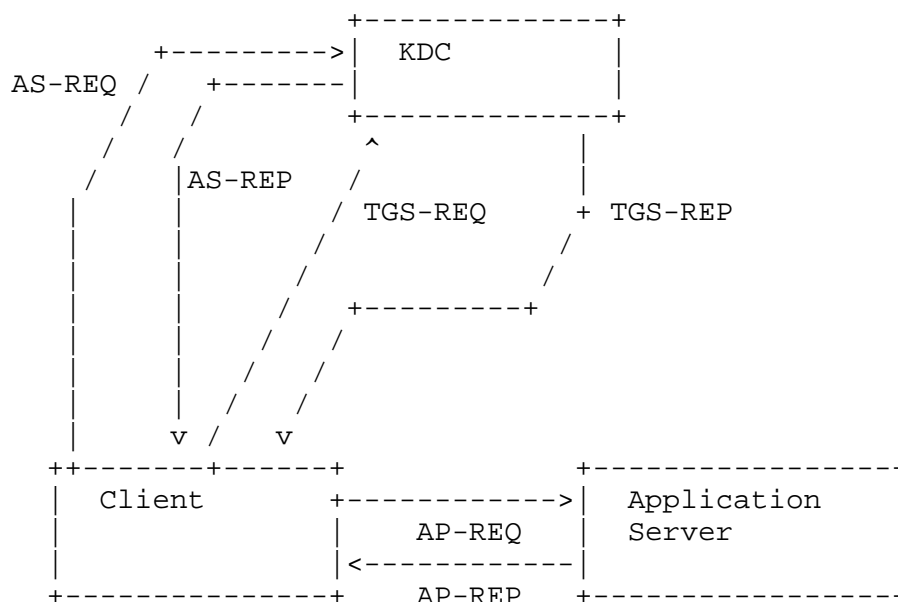 KDC
AS-REQ
AS-REP
TGS-REQ TGS-REP
Client Application
AP-REQ Server
AP-REP